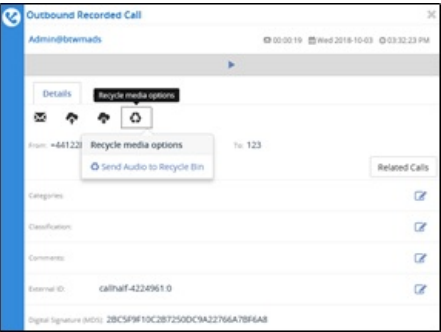 Outbound Recorded Call
Admin@btwmads 00:00:19 Wed 2018-10-03 03:32:23 PM
Details
Recycle media options
From: +44122 To: 123
Recycle media options
Send Audio to Recycle Bin
Related Calls
Categories:
Classification:
Comments:
External ID: callhalf-4224961:0
Digital Signature (MD5): 2BC5F9F10C2B7250DC9A22766A7BF6A8